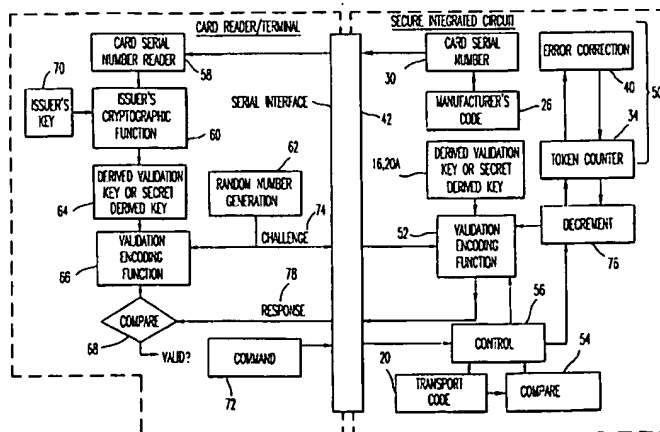 CARD READER/TERMINAL
SECURE INTEGRATED CIRCUIT
70
CARD SERIAL
NUMBER READER
58
ISSUER'S
KEY
ISSUER'S
CRYPTOGRAPHIC
FUNCTION
60
SERIAL INTERFACE
62
64
DERIVED VALIDATION
KEY OR SECRET
DERIVED KEY
RANDOM NUMBER
GENERATION
74
CHALLENGE
66
VALIDATION
ENCODING
FUNCTION
78
RESPONSE
COMPARE
68
VALID?
COMMAND
72
42
CARD SERIAL
NUMBER
30
MANUFACTURER'S
CODE
26
16,20A
DERIVED VALIDATION
KEY OR SECRET
DERIVED KEY
52
VALIDATION
ENCODING
FUNCTION
ERROR CORRECTION
40
50
34
TOKEN COUNTER
DECREMENT
76
56
CONTROL
54
20
TRANSPORT
CODE
COMPARE